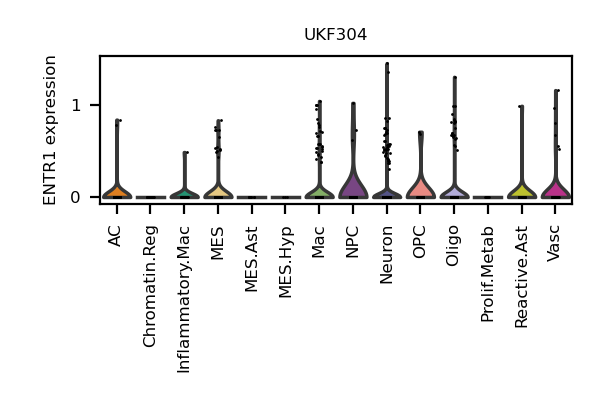 UKF304
ENTR1 expression
1
0
AC
Chromatin.Reg
Inflammatory.Mac
MES
MES.Ast
MES.Hyp
Mac
NPC
Neuron
OPC
Oligo
Prolif.Metab
Reactive.Ast
Vasc